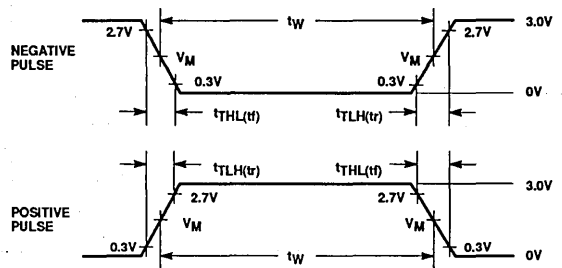 tW
2.7V 2.7V 3.0V
NEGATIVE
PULSE
VM VM
0.3V 0.3V
0V
tTHL(tf) tTLH(tr)
tTLH(tr) tTHL(tf)
3.0V
2.7V 2.7V
POSITIVE
PULSE
VM VM
0.3V 0.3V
tW 0V